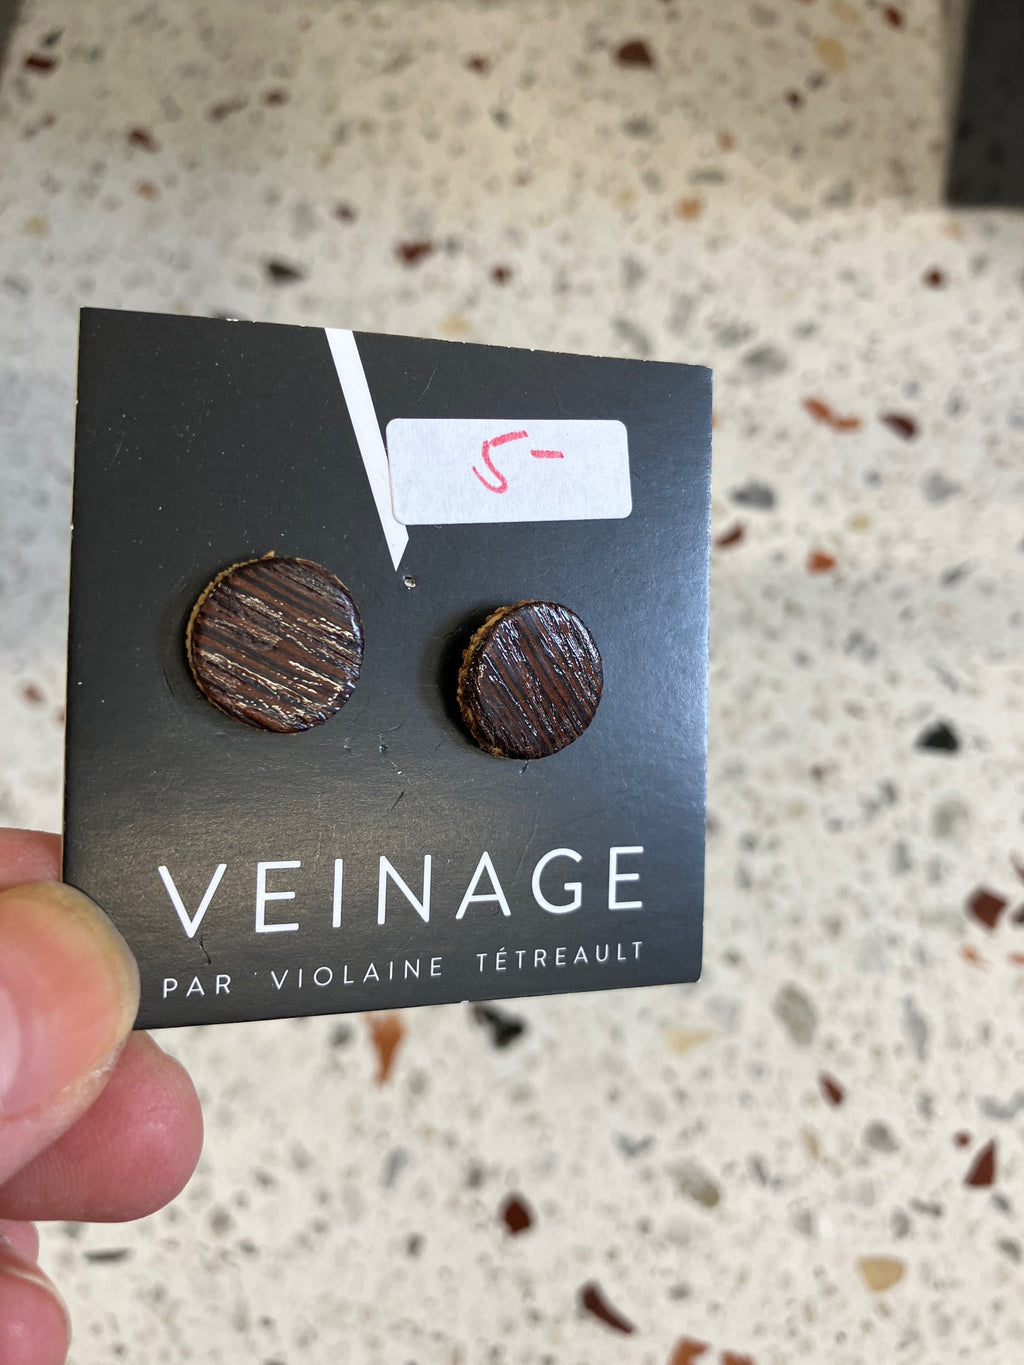 5-
VEINAGE
PAR VIOLAINE TÉTREAULT